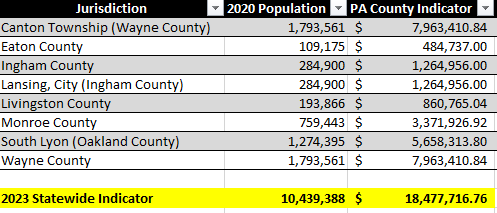 Jurisdiction 2020 Population PA County Indicator
Canton Township (Wayne County) 1,793,561 $ 7,963,410.84
Eaton County 109,175 $ 484,737.00
Ingham County 284,900 $ 1,264,956.00
Lansing, City (Ingham County) 284,900 $ 1,264,956.00
Livingston County 193,866 $ 860,765.04
Monroe County 759,443 $ 3,371,926.92
South Lyon (Oakland County) 1,274,395 $ 5,658,313.80
Wayne County 1,793,561 $ 7,963,410.84
2023 Statewide Indicator 10,439,388 $ 18,477,716.76